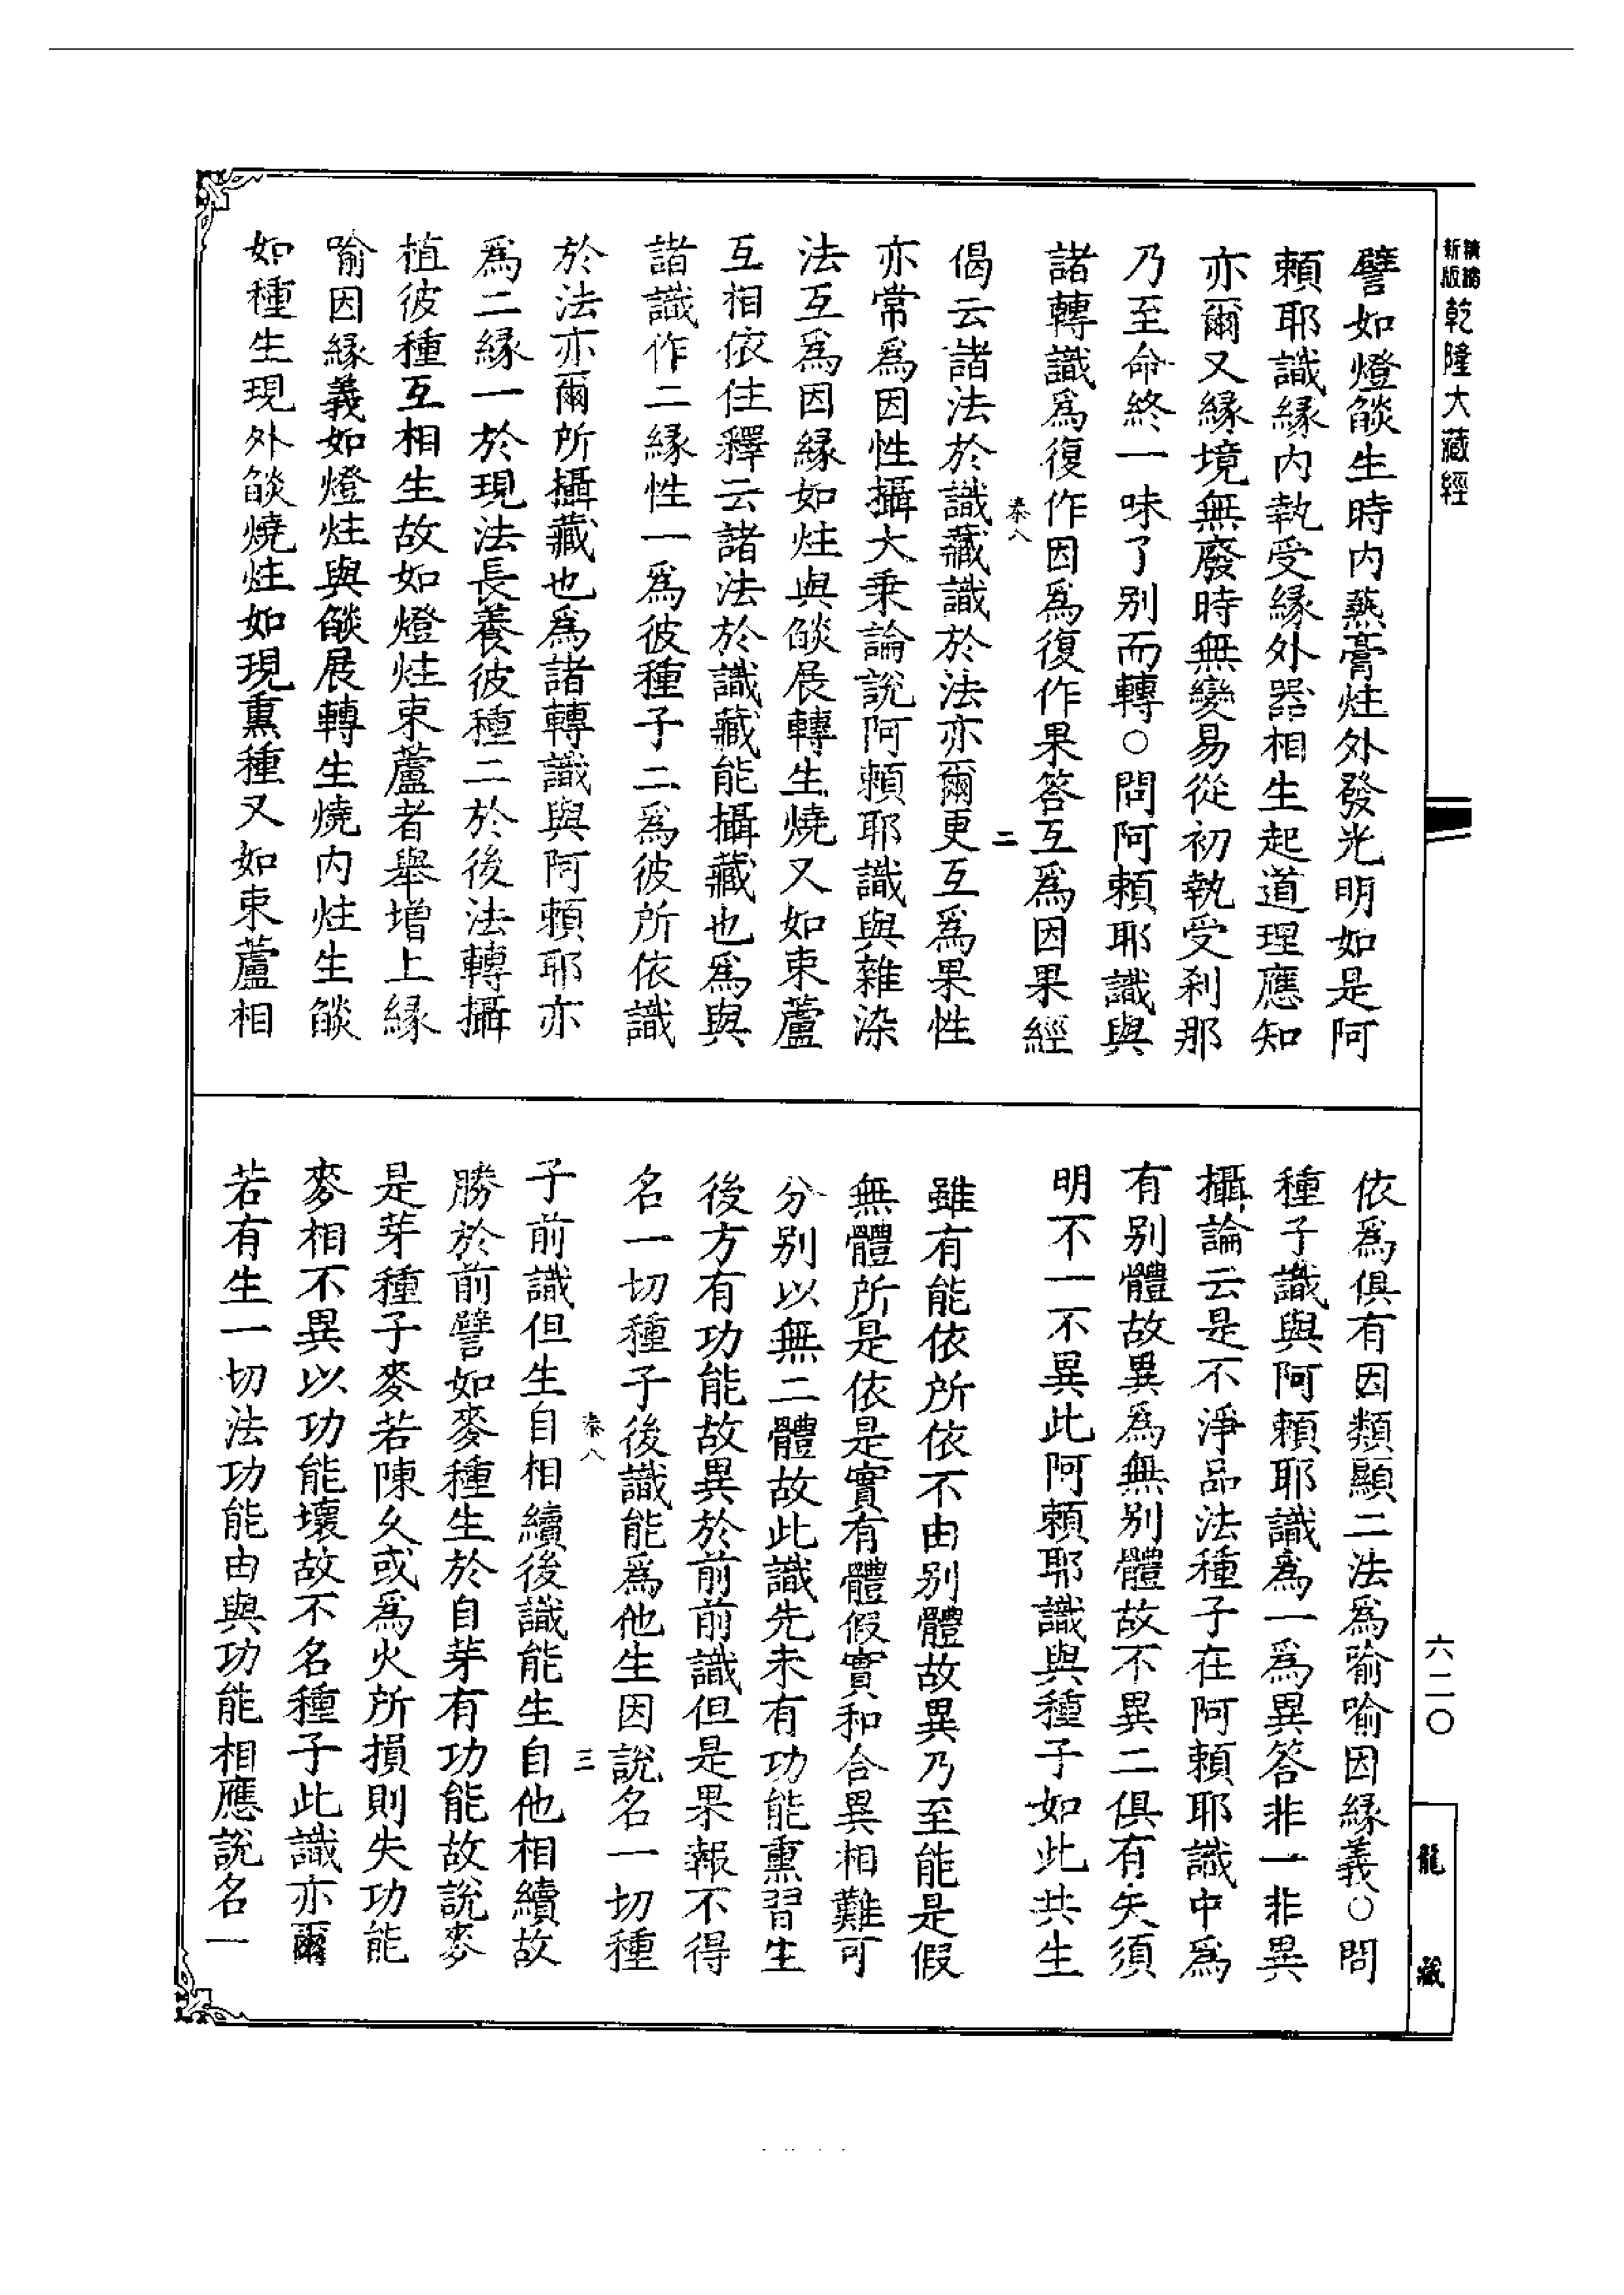 新版
乾隆大藏經
譬如燈𦦨生時内𤍠膏炷外發光明如是阿
賴耶識緣内執受緣外器相生起道理應知
亦爾又緣境無廢時無變易從初執受刹那
乃至命終一味了别而轉○問阿賴耶識與
諸轉識爲復作因爲復作果答互爲因果經
偈云諸法於識藏識於法亦爾更互爲果性
亦常爲因性攝大乘論說阿賴耶識與雜染
法互爲因緣如炷與𦦨展轉生燒又如束蘆
互相依住釋云諸法於識藏能攝藏也爲與
諸識作二緣性一爲彼種子二爲彼所依識
於法亦爾所攝藏也爲諸轉識與阿賴耶亦
爲二緣一於現法長養彼種二於後法轉攝
植彼種互相生故如燈炷束蘆者舉增上緣
喻因緣義如燈炷與𦦨展轉生燒内炷生𦦨
如種生現外𦦨燒炷如現熏種又如束蘆相
二
依爲俱有因類顯二法爲喻喻因緣義○問
種子識與阿賴耶識爲一爲異答非一非異
攝論云是不淨品法種子在阿賴耶識中爲
有别體故異爲無别體故不異二俱有失須
明不一不異此阿賴耶識與種子如此共生
雖有能依所依不由别體故異乃至能是假
無體所是依是實有體假實和合異相難可
分别以無二體故此識先未有功能熏習生
後方有功能故異於前前識但是果報不得
名一切種子後識能爲他生因說名一切種
子前識但生自相續後識能生自他相續故
勝於前譬如麥種生於自芽有功能故說麥
是芽種子麥若陳久或爲火所損則失功能
麥相不異以功能壞故不名種子此識亦爾
若有生一切法功能由與功能相應說名一
三
六二〇
龍藏